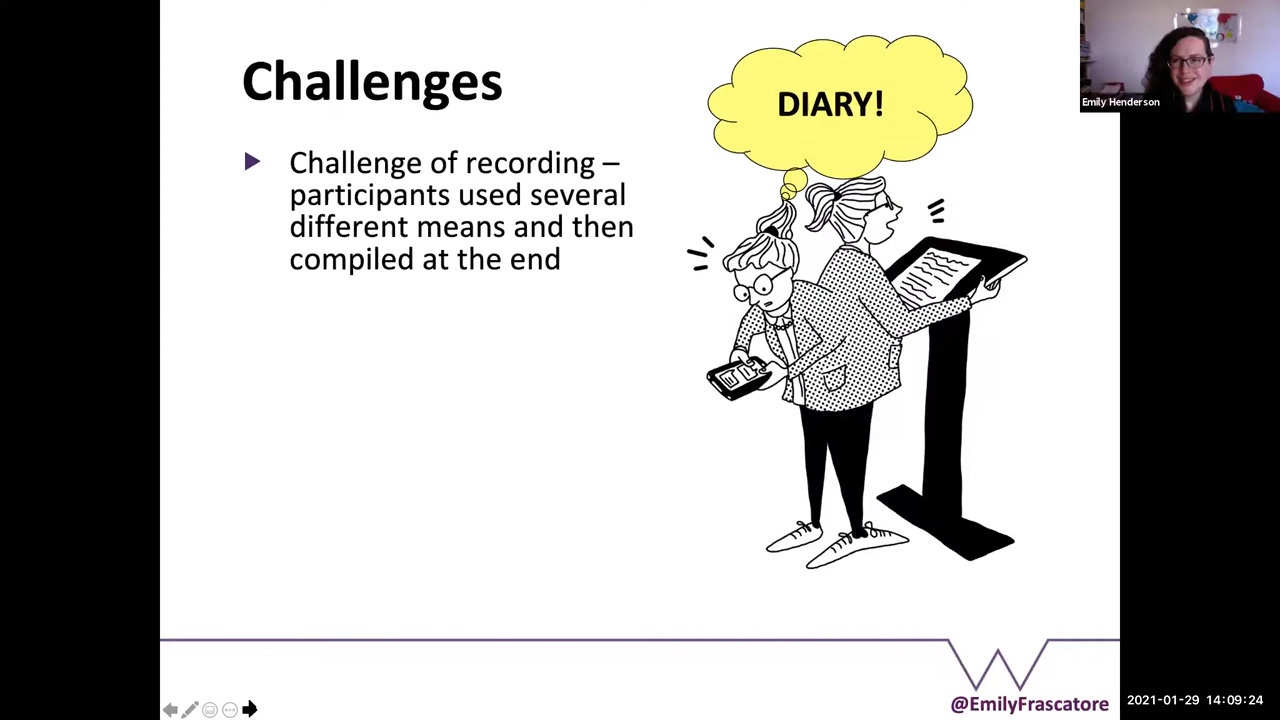 Challenges
DIARY!
Emily Henderson
Challenge of recording –
participants used several
different means and then
compiled at the end
@EmilyFrascatore
2021-01-29 14:09:24